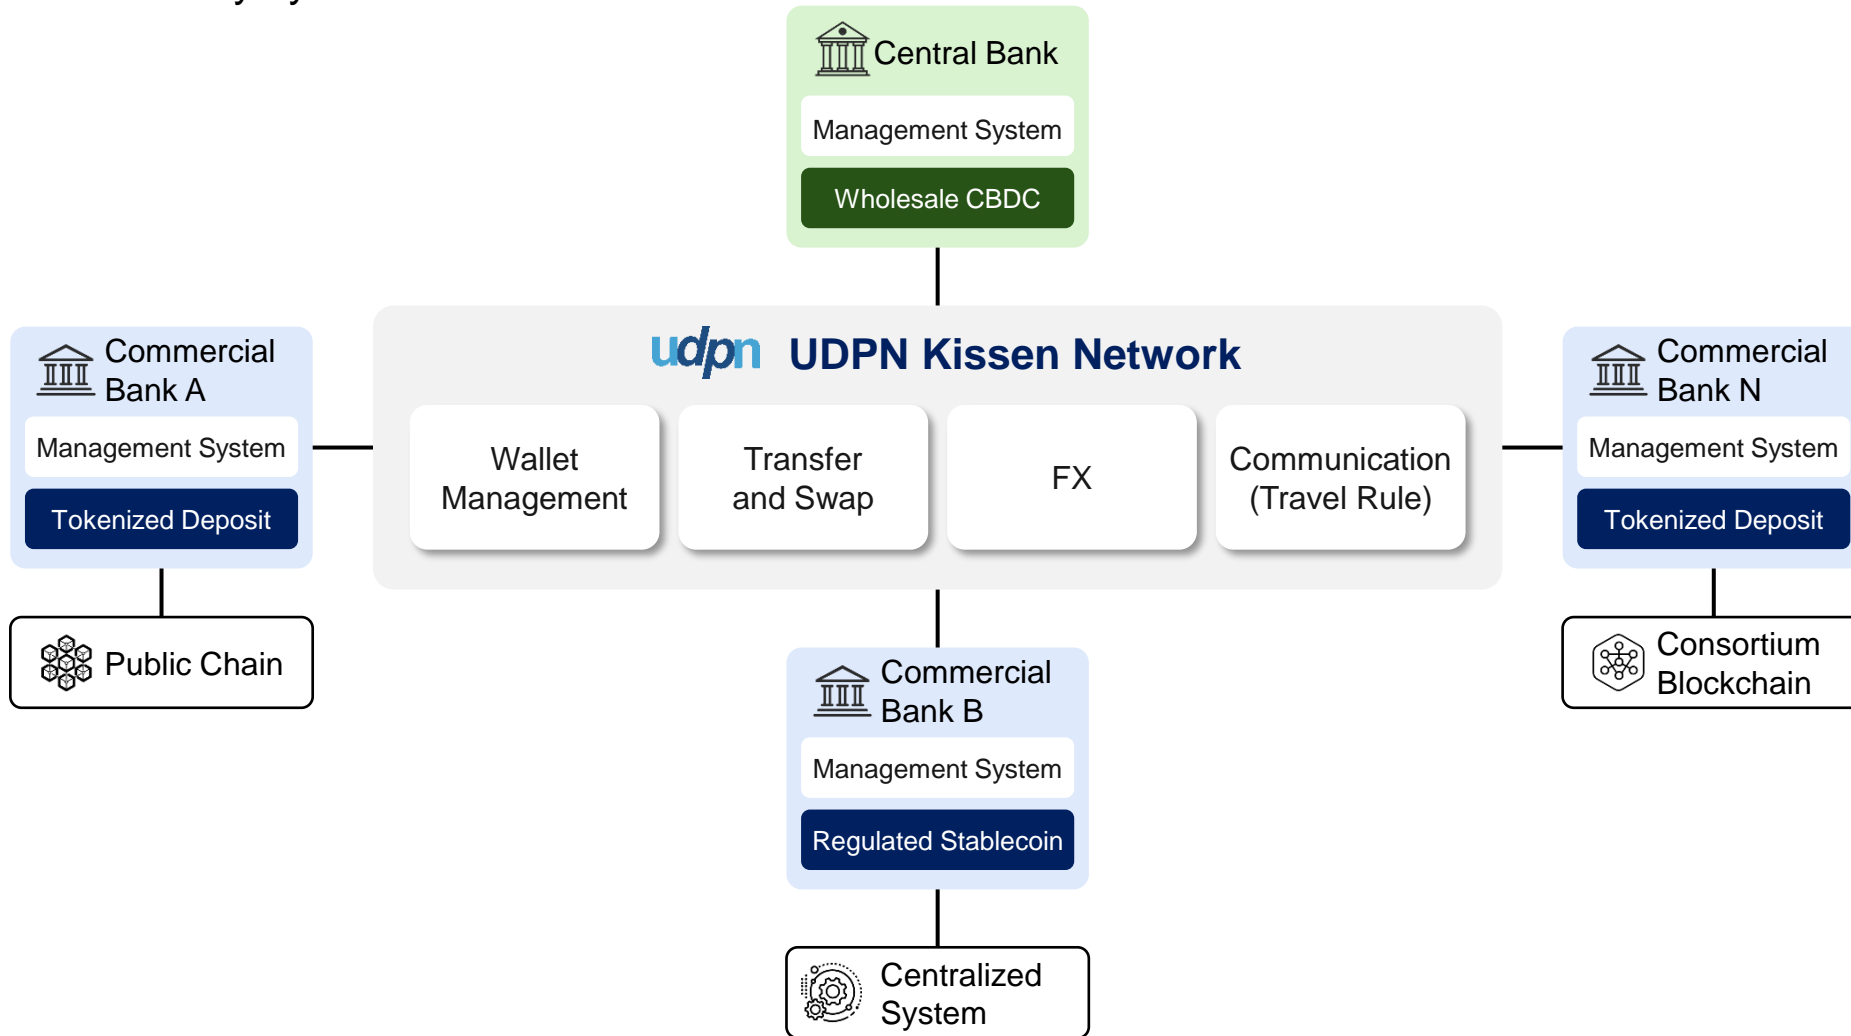 Central Bank
Management System
Wholesale CBDC
udpn UDPN Kissen Network
Wallet
Management
Transfer
and Swap
FX
Communication
(Travel Rule)
Commercial
Bank A
Management System
Tokenized Deposit
Public Chain
Commercial
Bank N
Management System
Tokenized Deposit
Consortium
Blockchain
Commercial
Bank B
Management System
Regulated Stablecoin
Centralized
System